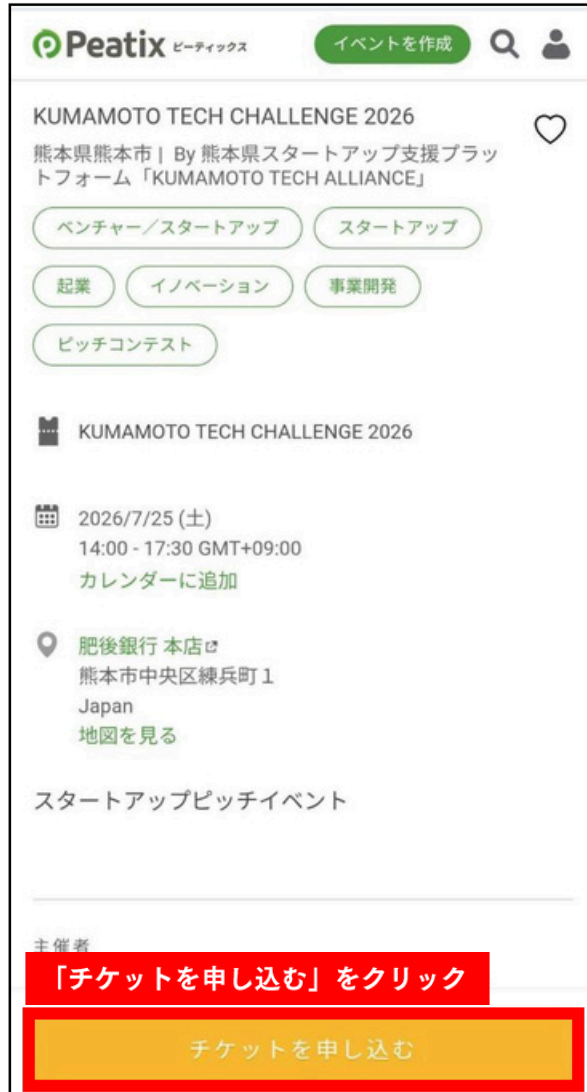 Peatix ピーティックス イベントを作成
KUMAMOTO TECH CHALLENGE 2026
熊本県熊本市 | By 熊本県スタートアップ支援プラッ
トフォーム「KUMAMOTO TECH ALLIANCE」
ベンチャー／スタートアップ スタートアップ
起業 イノベーション 事業開発
ピッチコンテスト
KUMAMOTO TECH CHALLENGE 2026
2026/7/25 (土)
14:00 - 17:30 GMT+09:00
カレンダーに追加
肥後銀行 本店
熊本市中央区練兵町１
Japan
地図を見る
スタートアップピッチイベント
主催者
「チケットを申し込む」をクリック
チケットを申し込む